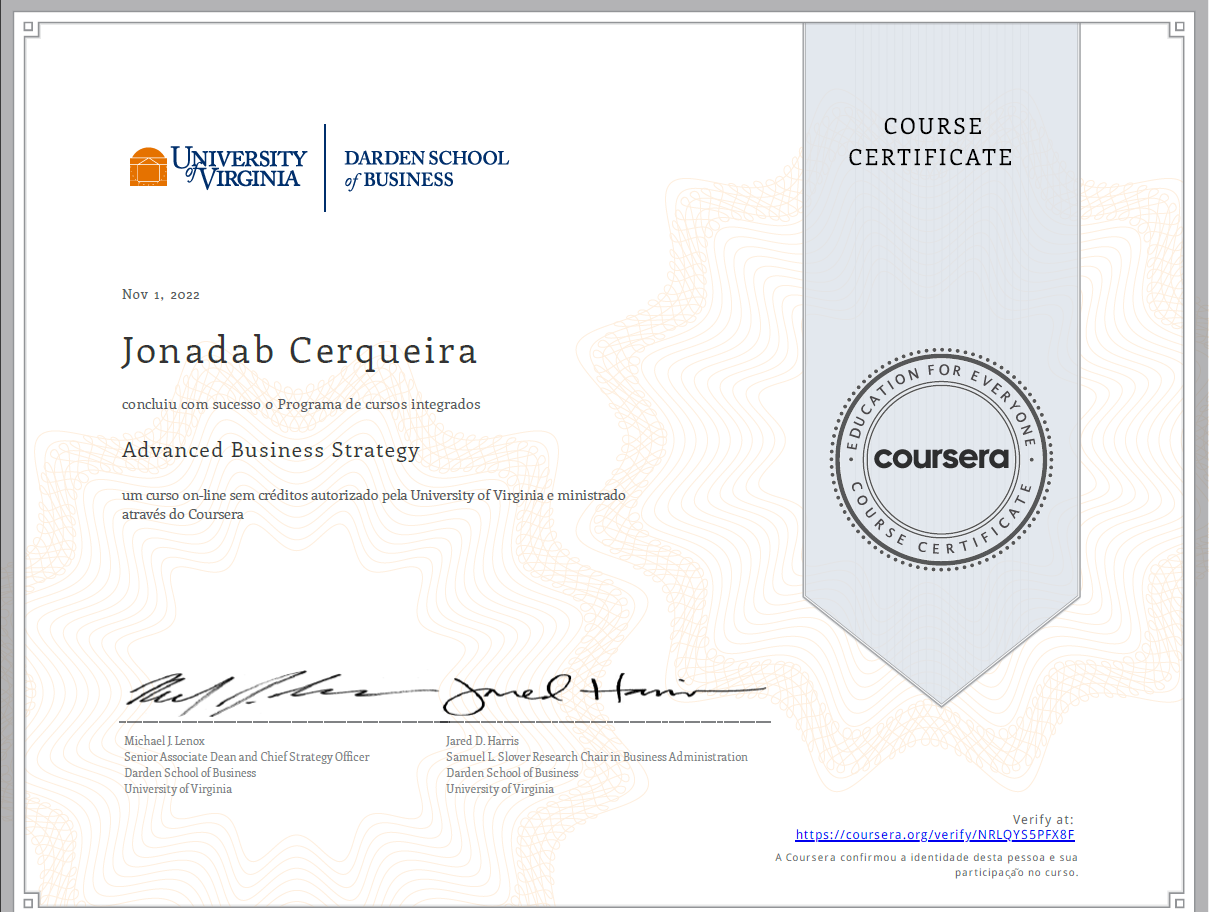 UNIVERSITY
of VIRGINIA
DARDEN SCHOOL
of BUSINESS
COURSE
CERTIFICATE
Nov 1, 2022
Jonadab Cerqueira
concluiu com sucesso o Programa de cursos integrados
Advanced Business Strategy
um curso on-line sem créditos autorizado pela University of Virginia e ministrado
através do Coursera
EDUCATION FOR EVERYONE
coursera
COURSE CERTIFICATE
Michael J. Lenox
Senior Associate Dean and Chief Strategy Officer
Darden School of Business
University of Virginia
Jared Harris
Jared D. Harris
Samuel L. Slover Research Chair in Business Administration
Darden School of Business
University of Virginia
Verify at:
https://coursera.org/verify/NRLQYS5PFX8F
A Coursera confirmou a identidade desta pessoa e sua
participação no curso.